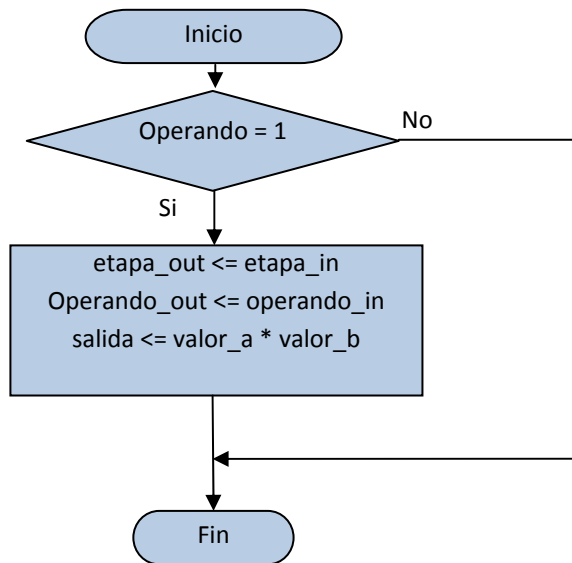 Inicio
Operando = 1
No
Si
etapa_out <= etapa_in
Operando_out <= operando_in
salida <= valor_a * valor_b
Fin